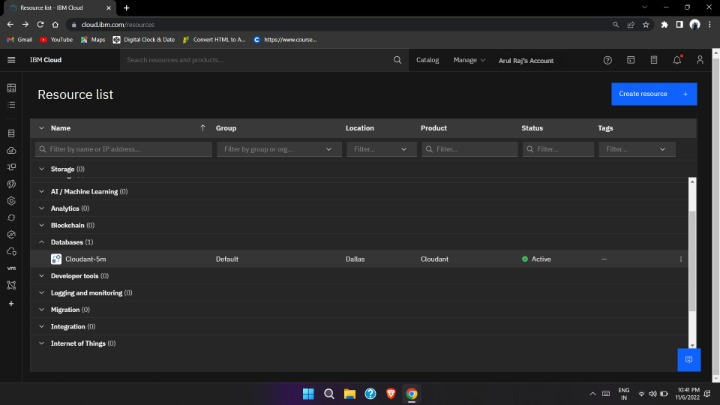 Resource list - IBM Cloud
cloud.ibm.com/resources
Gmail YouTube Maps Digital Clock & Date Convert HTML to A... https://www.course...
IBM Cloud Search resources and products... Catalog Manage Arul Raj's Account
Resource list
Create resource +
Name Group Location Product Status Tags
Filter by name or IP address... Filter by group or org... Filter... Filter... Filter... Filter...
Storage (0)
AI / Machine Learning (0)
Analytics (0)
Blockchain (0)
Databases (1)
Cloudant-5m Default Dallas Cloudant Active —
Developer tools (0)
Logging and monitoring (0)
Migration (0)
Integration (0)
Internet of Things (0)
vm
ENG
IN
10:41 PM
11/6/2022